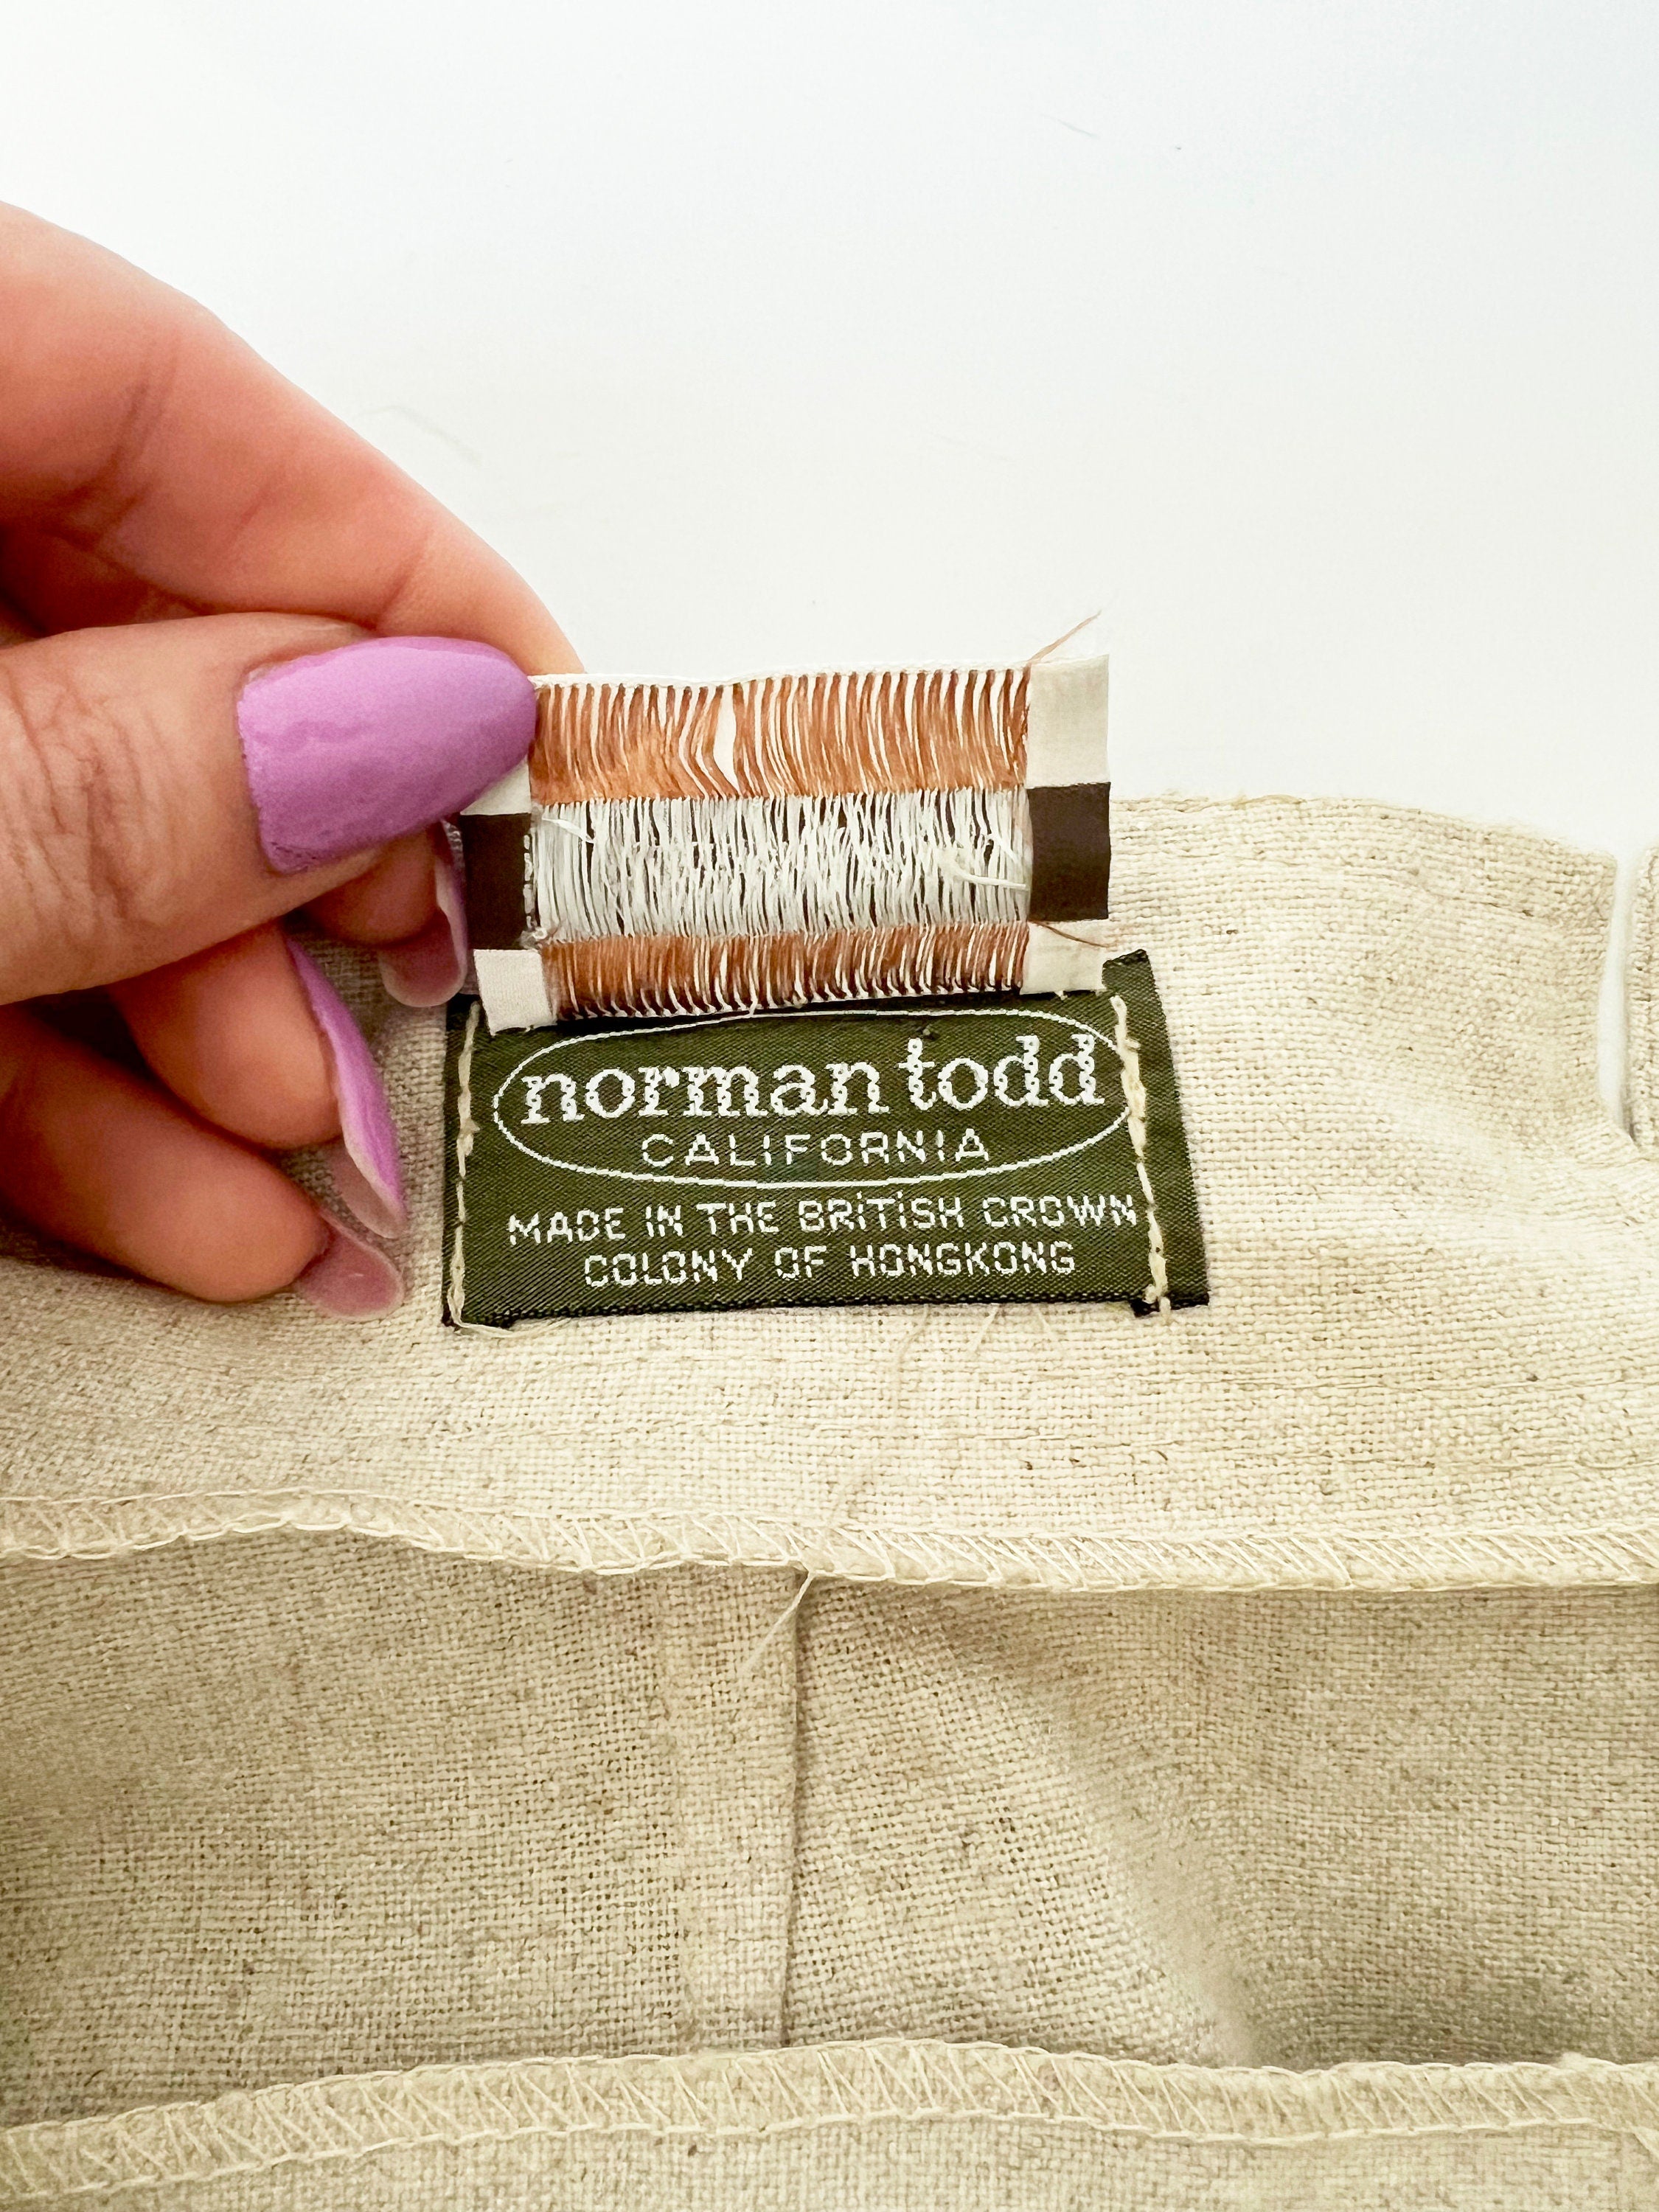 norman todd
CALIFORNIA
MADE IN THE BRITISH CROWN
COLONY OF HONGKONG